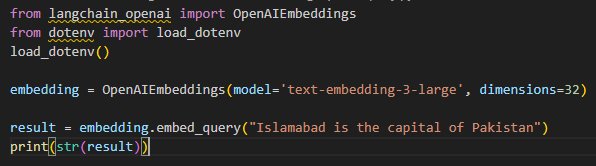 from langchain_openai import OpenAIEmbeddings
from dotenv import load_dotenv
load_dotenv()
embedding = OpenAIEmbeddings(model='text-embedding-3-large', dimensions=32)
result = embedding.embed_query("Islamabad is the capital of Pakistan")
print(str(result))